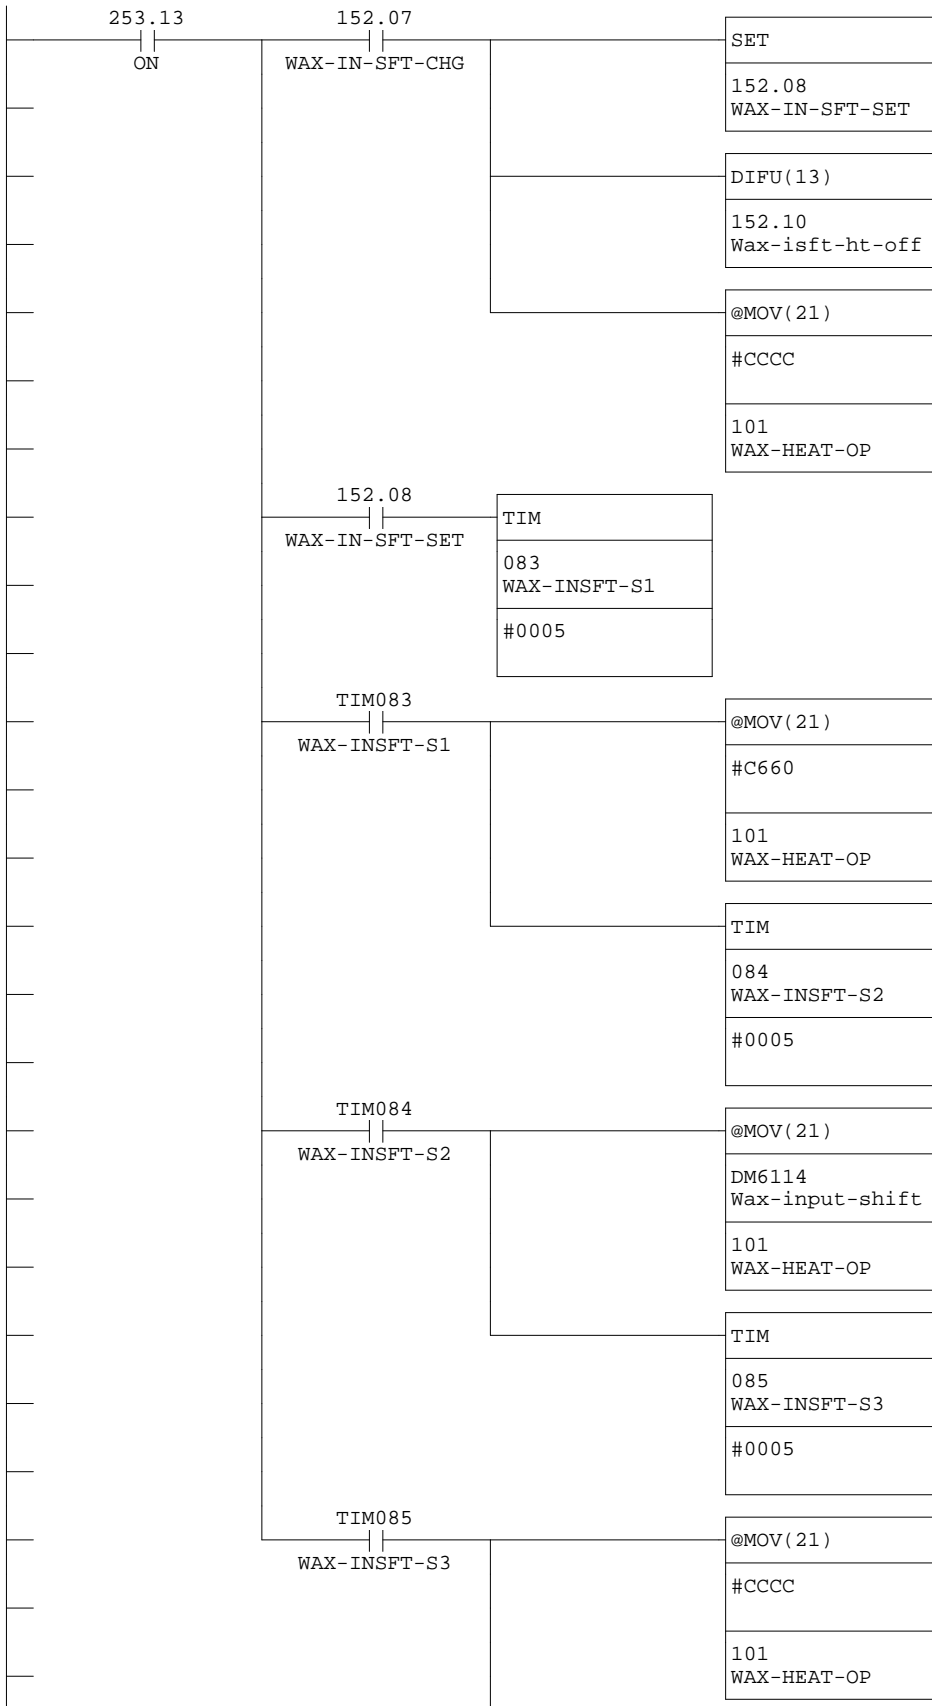 253.13
152.07
SET
ON
WAX-IN-SFT-CHG
152.08
WAX-IN-SFT-SET
DIFU(13)
152.10
Wax-isft-ht-off
@MOV(21)
#CCCC
101
WAX-HEAT-OP
152.08
WAX-IN-SFT-SET
TIM
083
WAX-INSFT-S1
#0005
TIM083
WAX-INSFT-S1
@MOV(21)
#C660
101
WAX-HEAT-OP
TIM
084
WAX-INSFT-S2
#0005
TIM084
WAX-INSFT-S2
@MOV(21)
DM6114
Wax-input-shift
101
WAX-HEAT-OP
TIM
085
WAX-INSFT-S3
#0005
TIM085
WAX-INSFT-S3
@MOV(21)
#CCCC
101
WAX-HEAT-OP